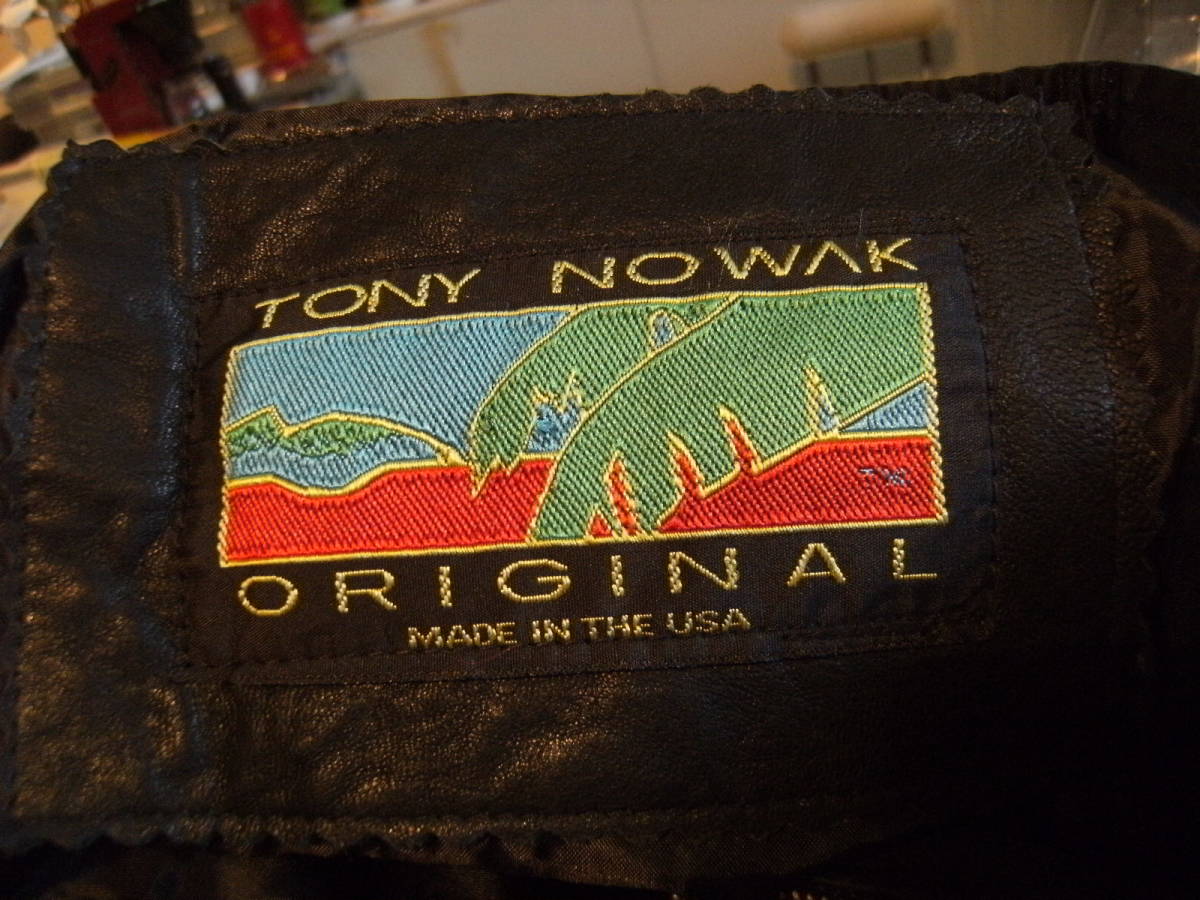 TONY NOWAK
ORIGINAL
MADE IN THE USA